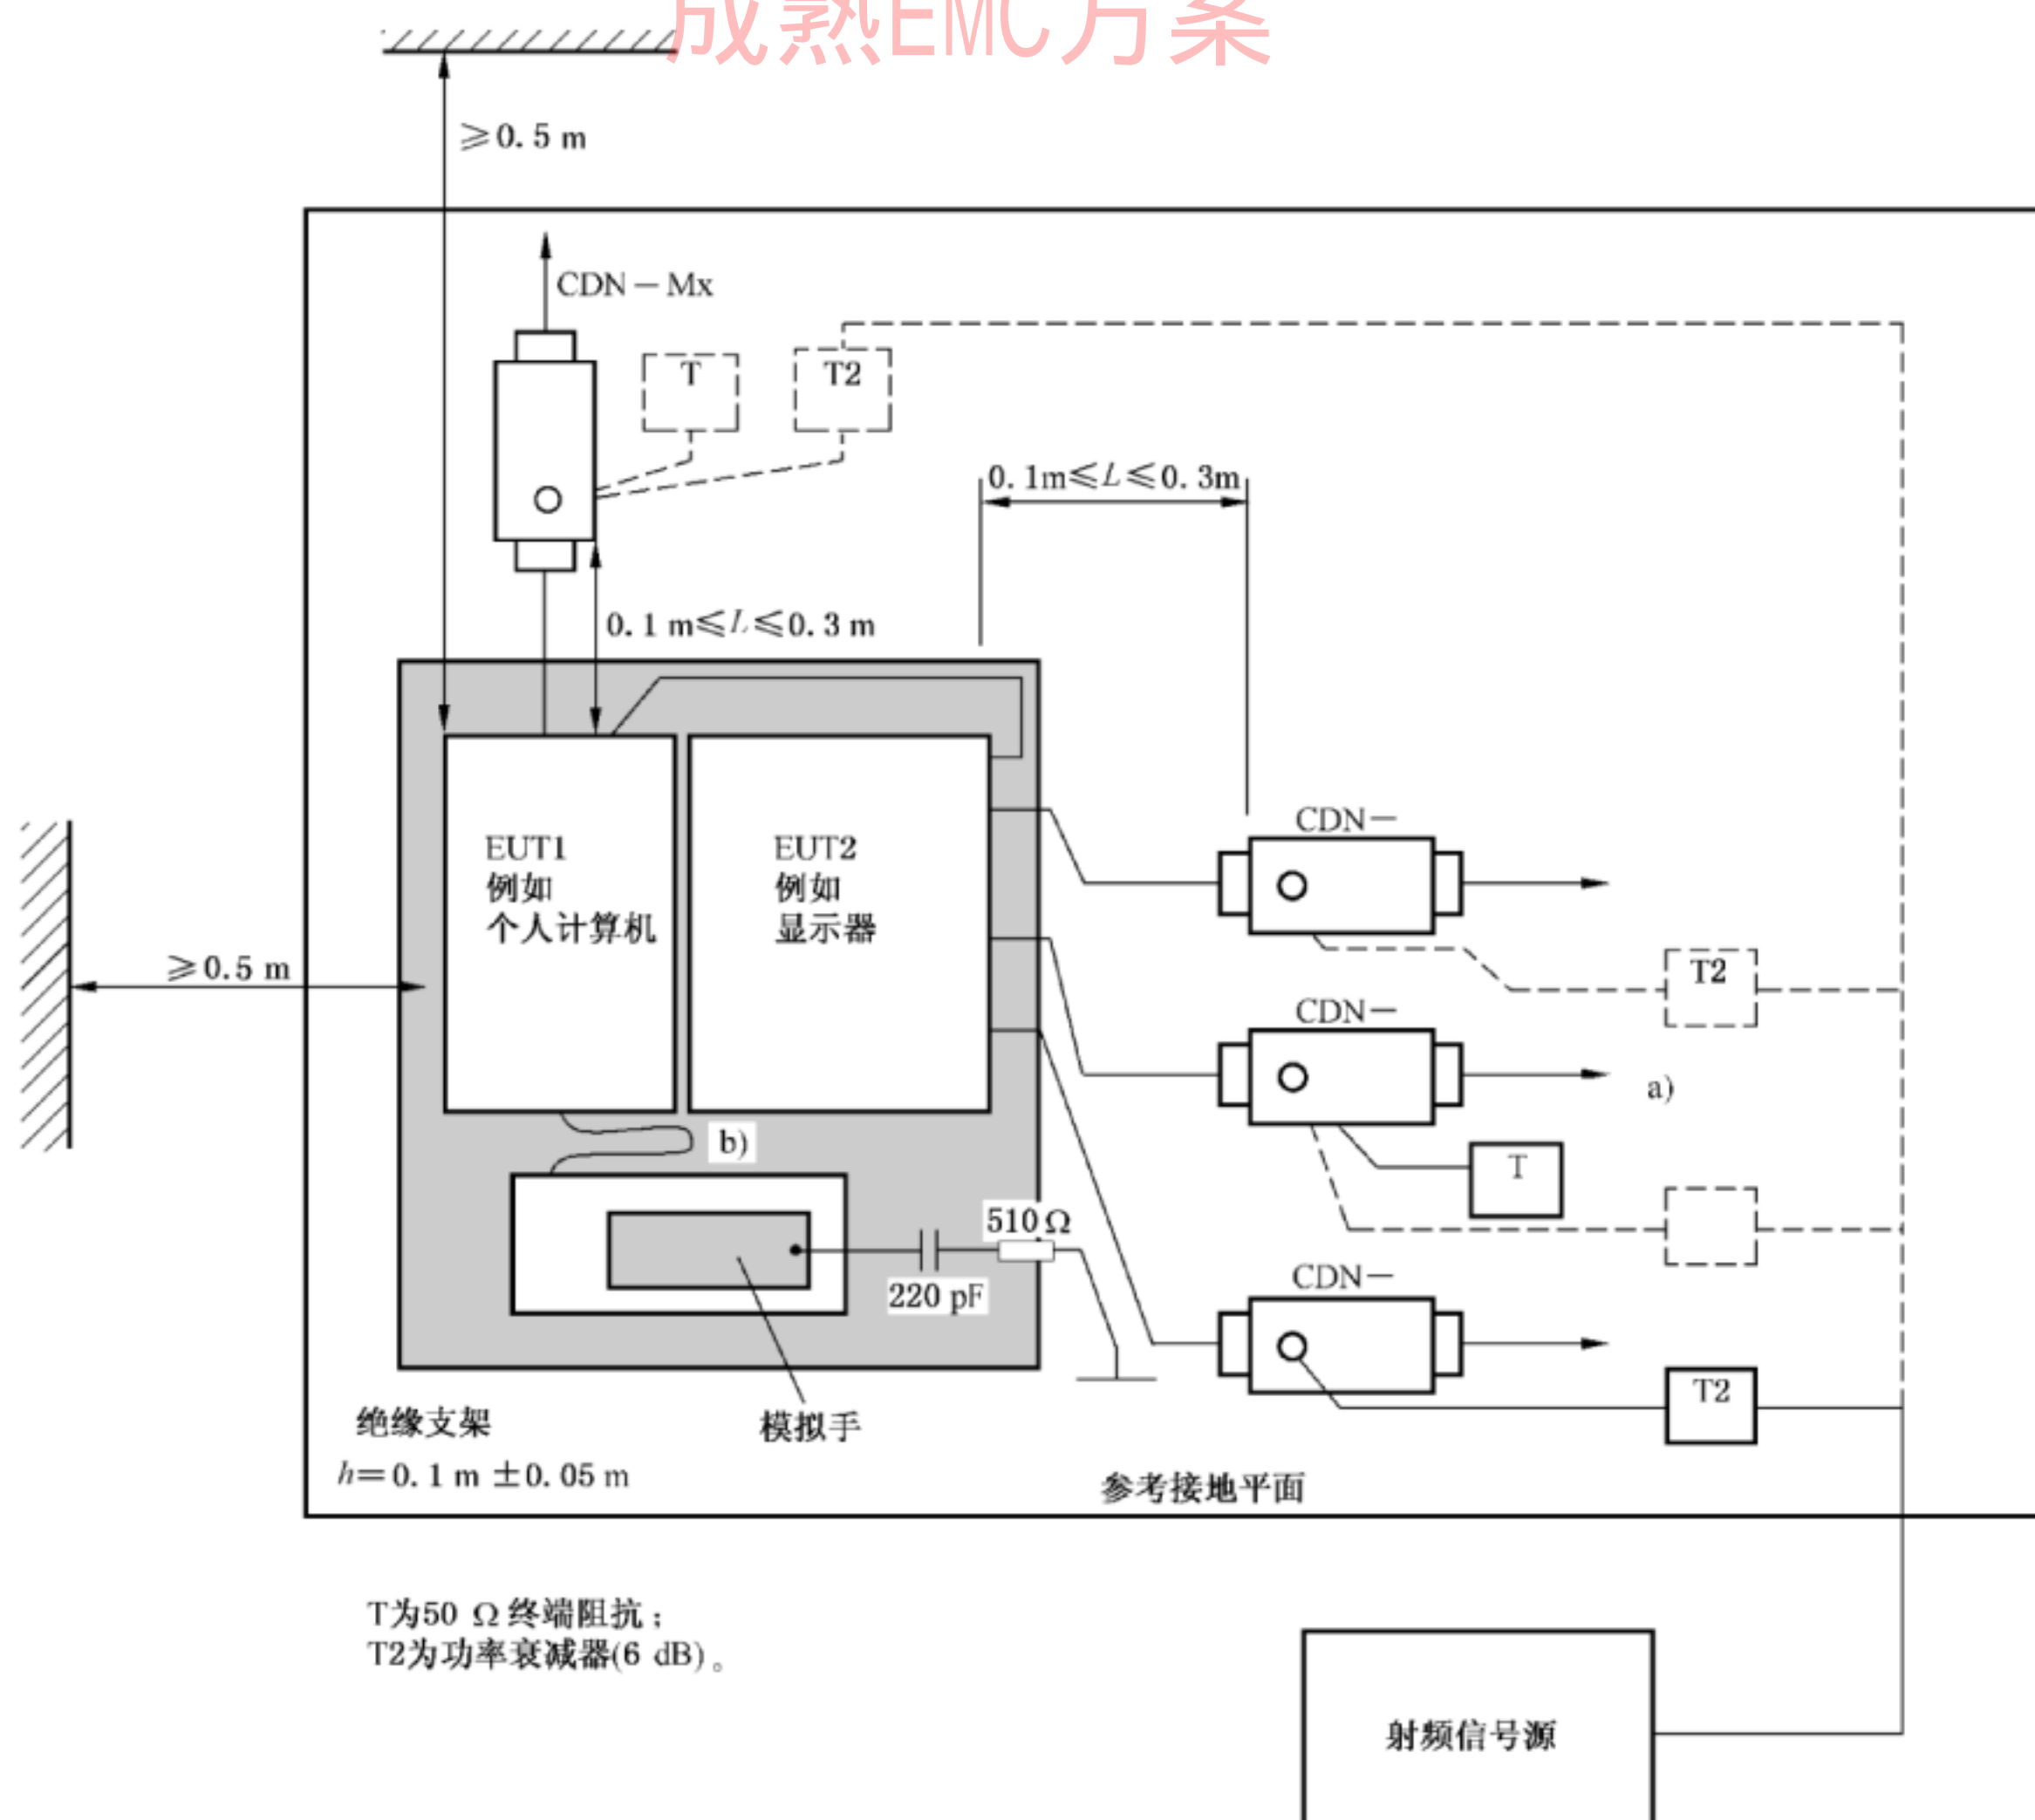 成熟EMC方案
≥0.5 m
CDN－Mx
T
T2
0.1m≤L≤0.3m
0.1 m≤L≤0.3 m
EUT1
例如
个人计算机
EUT2
例如
显示器
CDN－
≥0.5 m
T2
CDN－
a)
b)
T
510 Ω
220 pF
CDN－
T2
模拟手
绝缘支架
h=0.1 m ±0.05 m
参考接地平面
T为50 Ω 终端阻抗；
T2为功率衰减器(6 dB)。
射频信号源